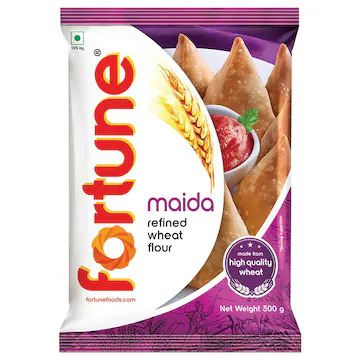 100% Veg
fortune®
maida
refined
wheat
flour
made from
high quality
wheat
fortunefoods.com
Net Weight 500 g